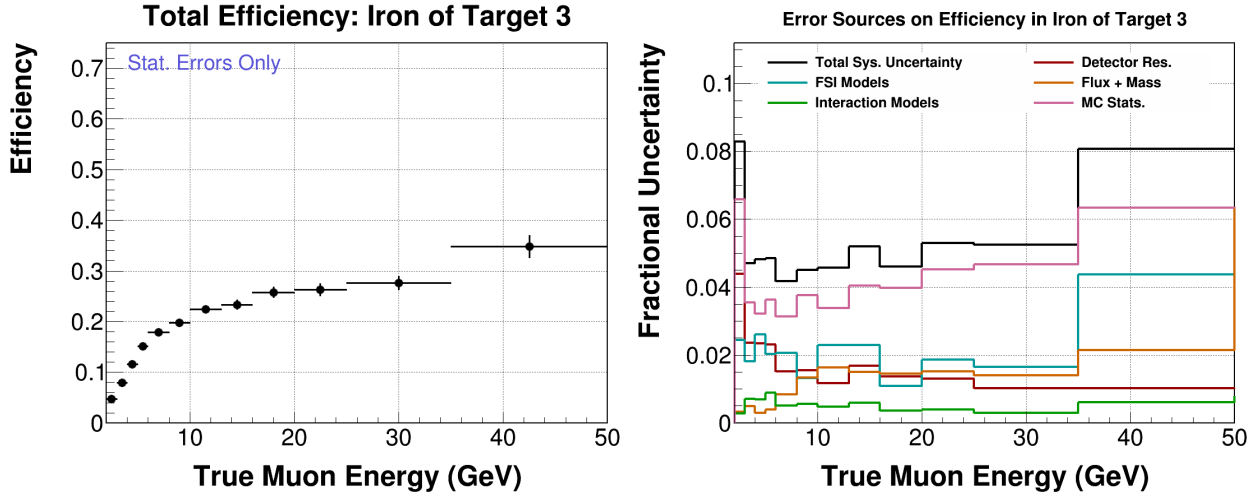 Total Efficiency: Iron of Target 3
Efficiency
Stat. Errors Only
0.7
0.6
0.5
0.4
0.3
0.2
0.1
0
10
20
30
40
50
True Muon Energy (GeV)
Error Sources on Efficiency in Iron of Target 3
Fractional Uncertainty
Total Sys. Uncertainty
FSI Models
Interaction Models
Detector Res.
Flux + Mass
MC Stats.
0.1
0.08
0.06
0.04
0.02
0
10
20
30
40
50
True Muon Energy (GeV)